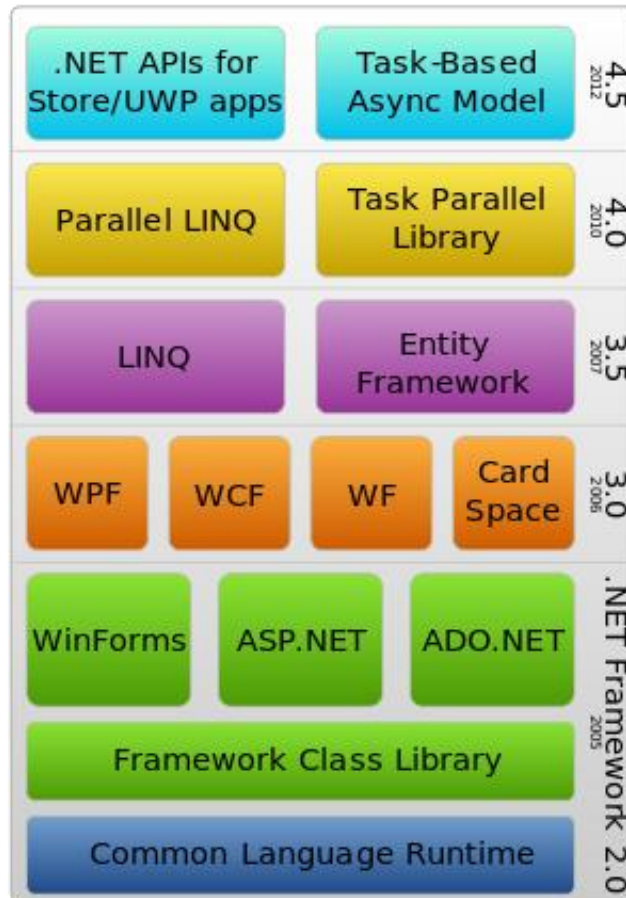 .NET APIs for
Store/UWP apps
Task-Based
Async Model
4.5
2012
Parallel LINQ
Task Parallel
Library
4.0
2010
LINQ
Entity
Framework
3.5
2007
WPF
WCF
WF
Card
Space
3.0
2006
WinForms
ASP.NET
ADO.NET
Framework Class Library
Common Language Runtime
.NET Framework 2.0
2005